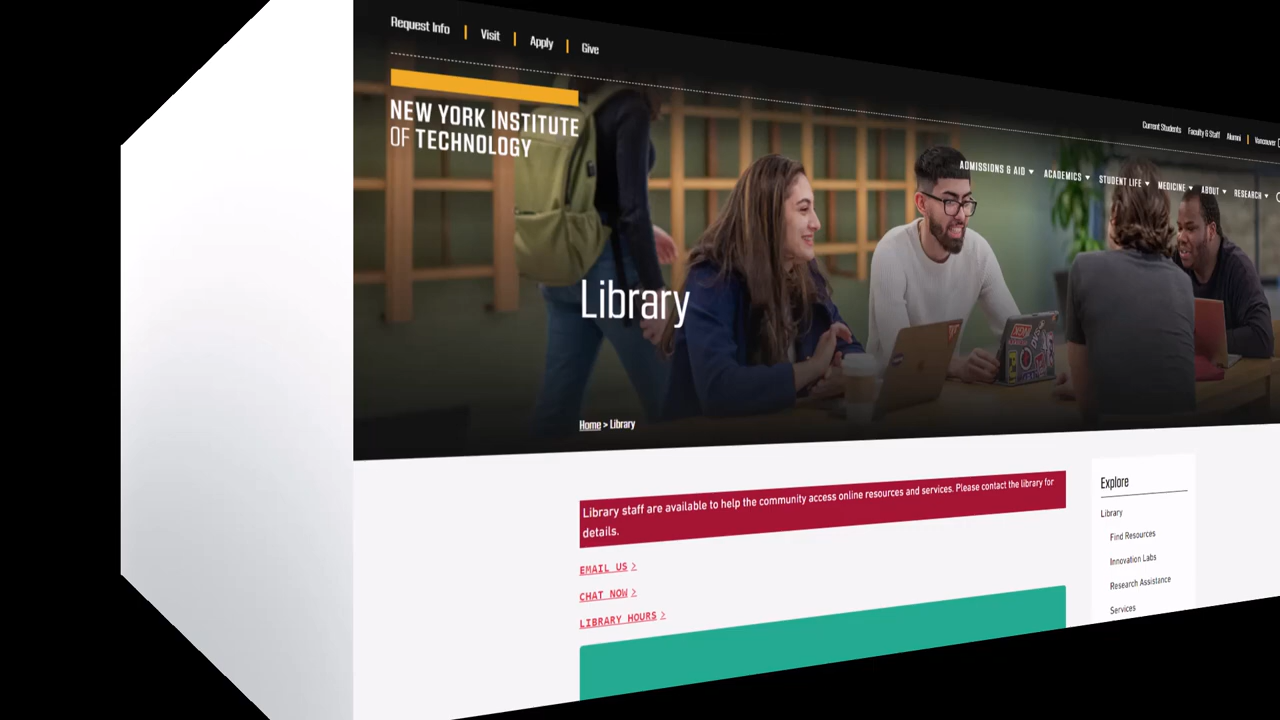 Request Info
Visit
Apply
Give
Current Students
Faculty & Staff
Alumni
Vancouver
NEW YORK INSTITUTE
OF TECHNOLOGY
ADMISSIONS & AID
ACADEMICS
STUDENT LIFE
MEDICINE
ABOUT
RESEARCH
Library
Home > Library
Library staff are available to help the community access online resources and services. Please contact the library for
details.
EMAIL US >
CHAT NOW >
LIBRARY HOURS >
Explore
Library
Find Resources
Innovation Labs
Research Assistance
Services